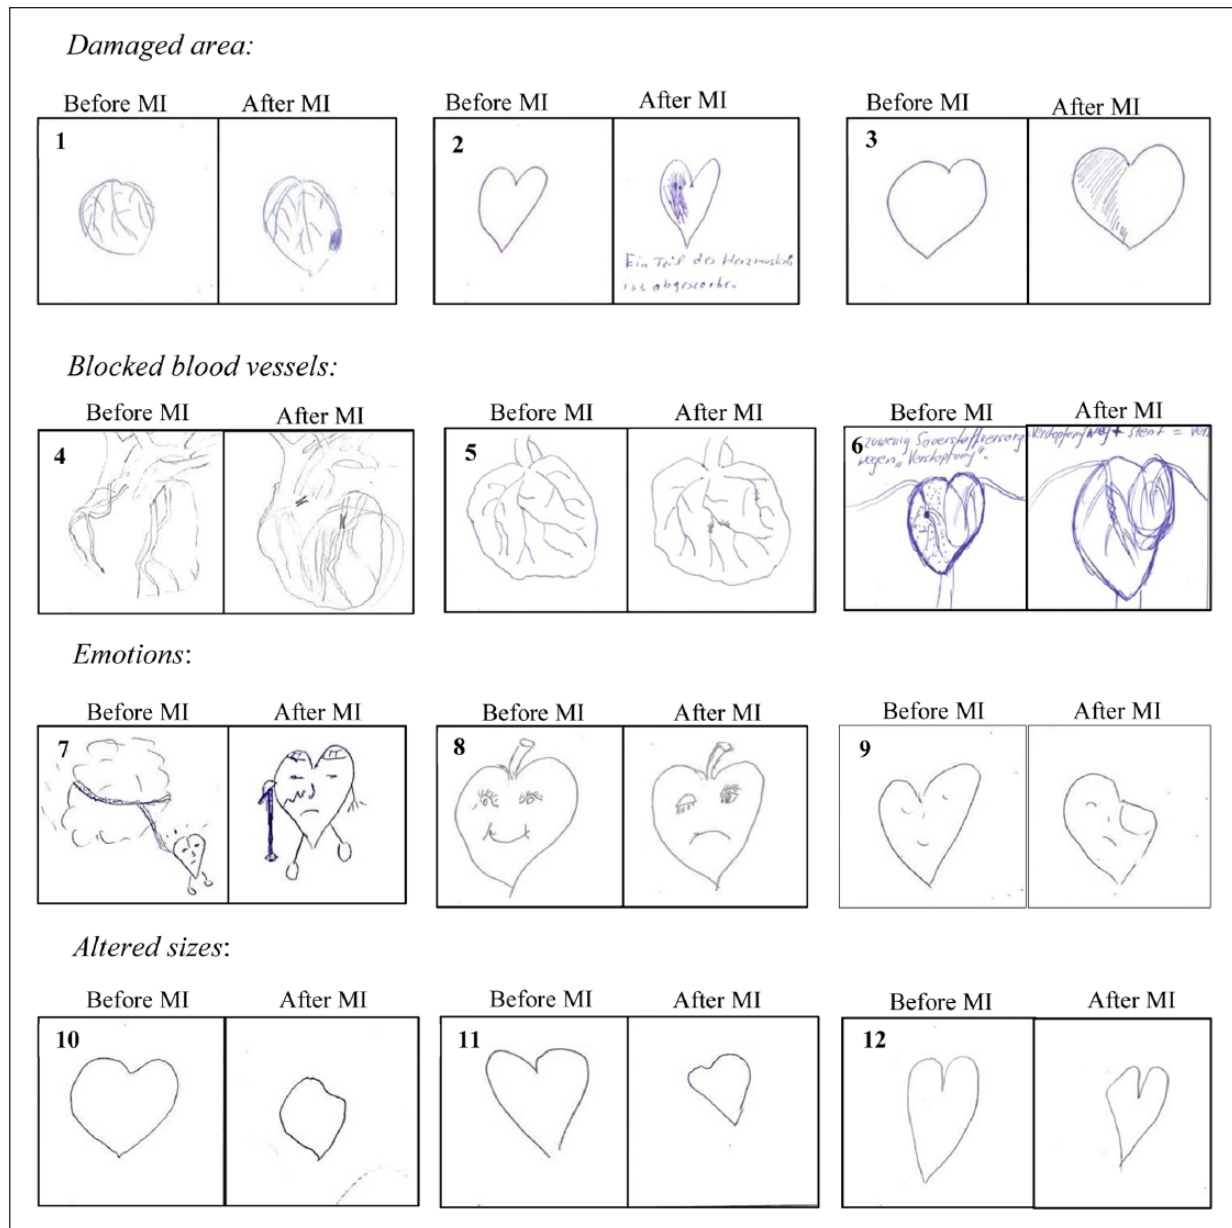 Damaged area:
Before MI After MI Before MI After MI Before MI After MI
1 2 3
Ein Teil des Herzmuskels
ist abgestorben
Blocked blood vessels:
Before MI After MI Before MI After MI Before MI After MI
4 5 6
zuwenig Sauerstoffversorg
wegen „Verstopfung“.
Verstopfung weg + Stent =
Emotions:
Before MI After MI Before MI After MI Before MI After MI
7 8 9
Altered sizes:
Before MI After MI Before MI After MI Before MI After MI
10 11 12